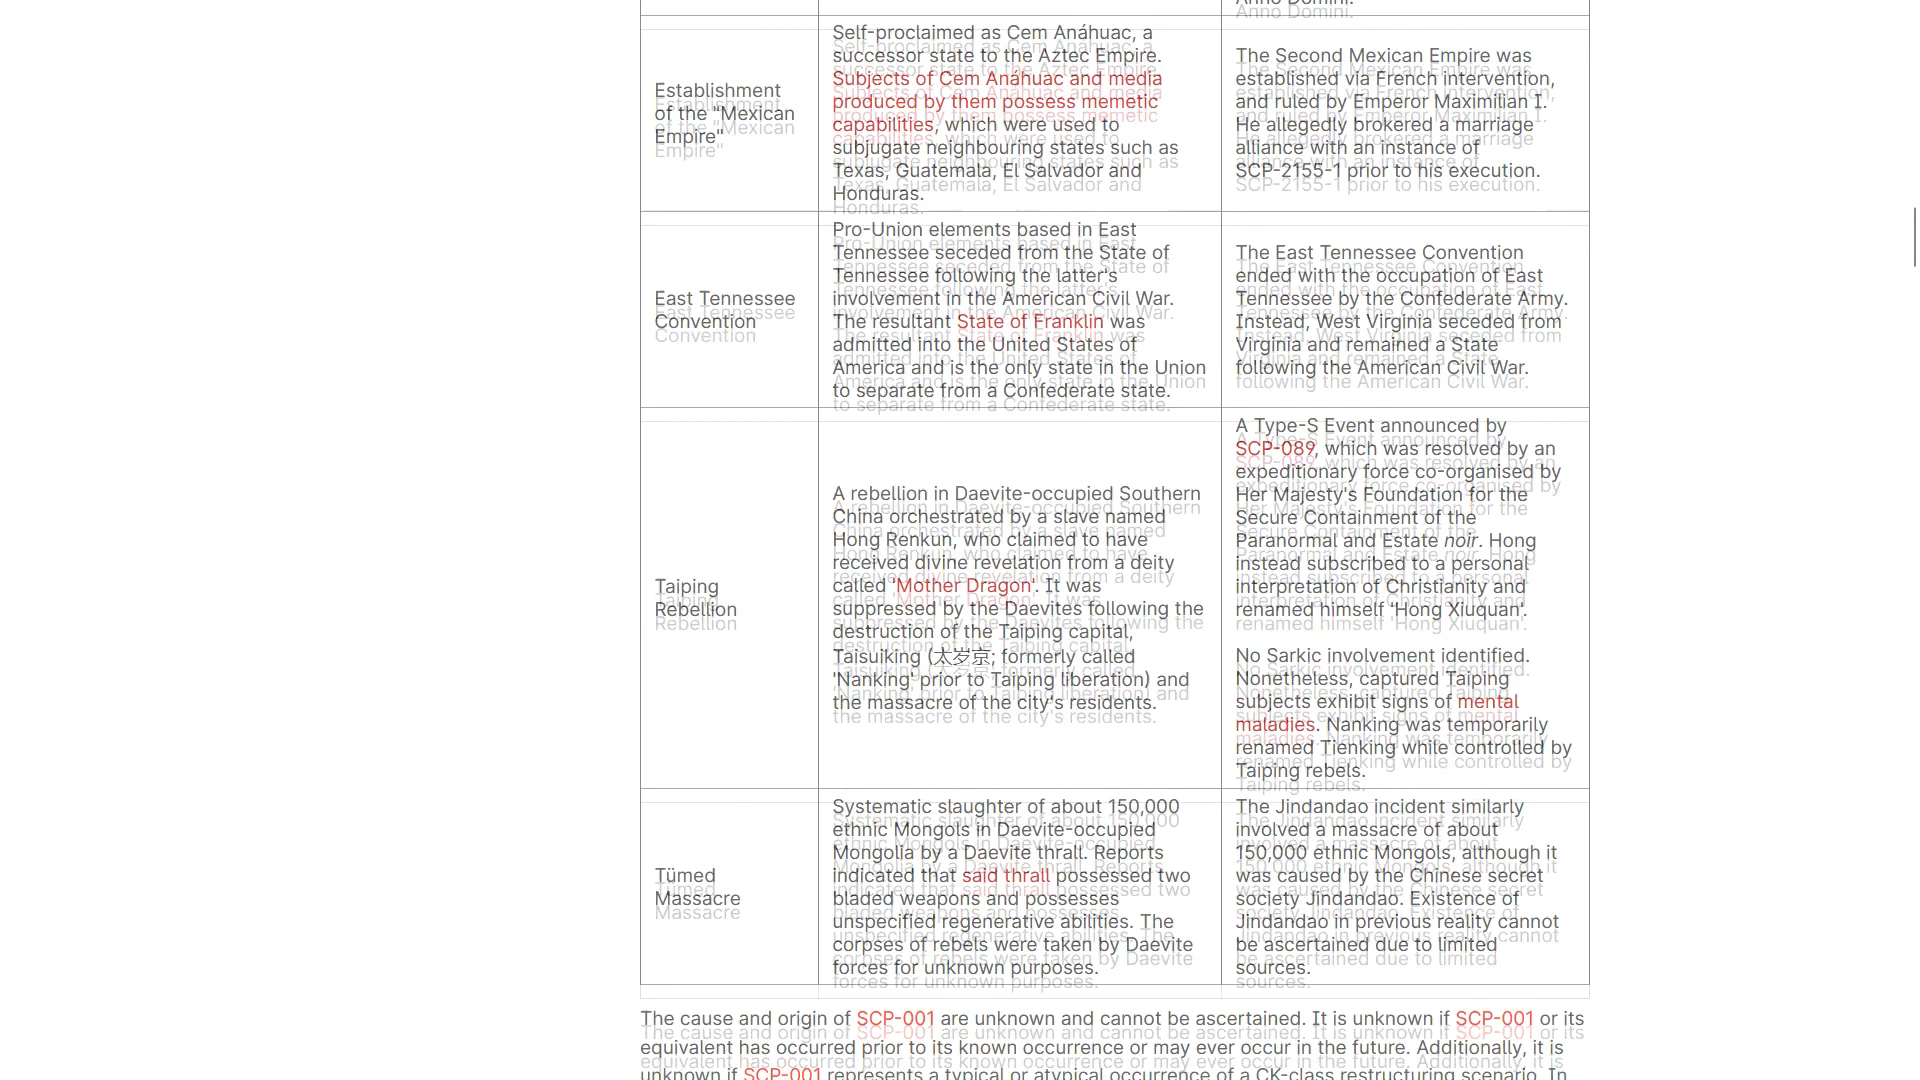 Anno Domini.
Establishment
of the "Mexican
Empire"
Self-proclaimed as Cem Anáhuac, a
successor state to the Aztec Empire.
Subjects of Cem Anáhuac and media
produced by them possess memetic
capabilities, which were used to
subjugate neighbouring states such as
Texas, Guatemala, El Salvador and
Honduras.
The Second Mexican Empire was
established via French intervention,
and ruled by Emperor Maximilian I.
He allegedly brokered a marriage
alliance with an instance of
SCP-2155-1 prior to his execution.
East Tennessee
Convention
Pro-Union elements based in East
Tennessee seceded from the State of
Tennessee following the latter's
involvement in the American Civil War.
The resultant State of Franklin was
admitted into the United States of
America and is the only state in the Union
to separate from a Confederate state.
The East Tennessee Convention
ended with the occupation of East
Tennessee by the Confederate Army.
Instead, West Virginia seceded from
Virginia and remained a State
following the American Civil War.
Taiping
Rebellion
A rebellion in Daevite-occupied Southern
China orchestrated by a slave named
Hong Renkun, who claimed to have
received divine revelation from a deity
called 'Mother Dragon'. It was
suppressed by the Daevites following the
destruction of the Taiping capital,
Taisuiking (太岁京; formerly called
'Nanking' prior to Taiping liberation) and
the massacre of the city's residents.
A Type-S Event announced by
SCP-089, which was resolved by an
expeditionary force co-organised by
Her Majesty's Foundation for the
Secure Containment of the
Paranormal and Estate noir. Hong
instead subscribed to a personal
interpretation of Christianity and
renamed himself 'Hong Xiuquan'.
No Sarkic involvement identified.
Nonetheless, captured Taiping
subjects exhibit signs of mental
maladies. Nanking was temporarily
renamed Tienking while controlled by
Taiping rebels.
Tümed
Massacre
Systematic slaughter of about 150,000
ethnic Mongols in Daevite-occupied
Mongolia by a Daevite thrall. Reports
indicated that said thrall possessed two
bladed weapons and possesses
unspecified regenerative abilities. The
corpses of rebels were taken by Daevite
forces for unknown purposes.
The Jindandao incident similarly
involved a massacre of about
150,000 ethnic Mongols, although it
was caused by the Chinese secret
society Jindandao. Existence of
Jindandao in previous reality cannot
be ascertained due to limited
sources.
The cause and origin of SCP-001 are unknown and cannot be ascertained. It is unknown if SCP-001 or its
equivalent has occurred prior to its known occurrence or may ever occur in the future. Additionally, it is
unknown if SCP-001 represents a typical or atypical occurrence of a CK-class restructuring scenario. In